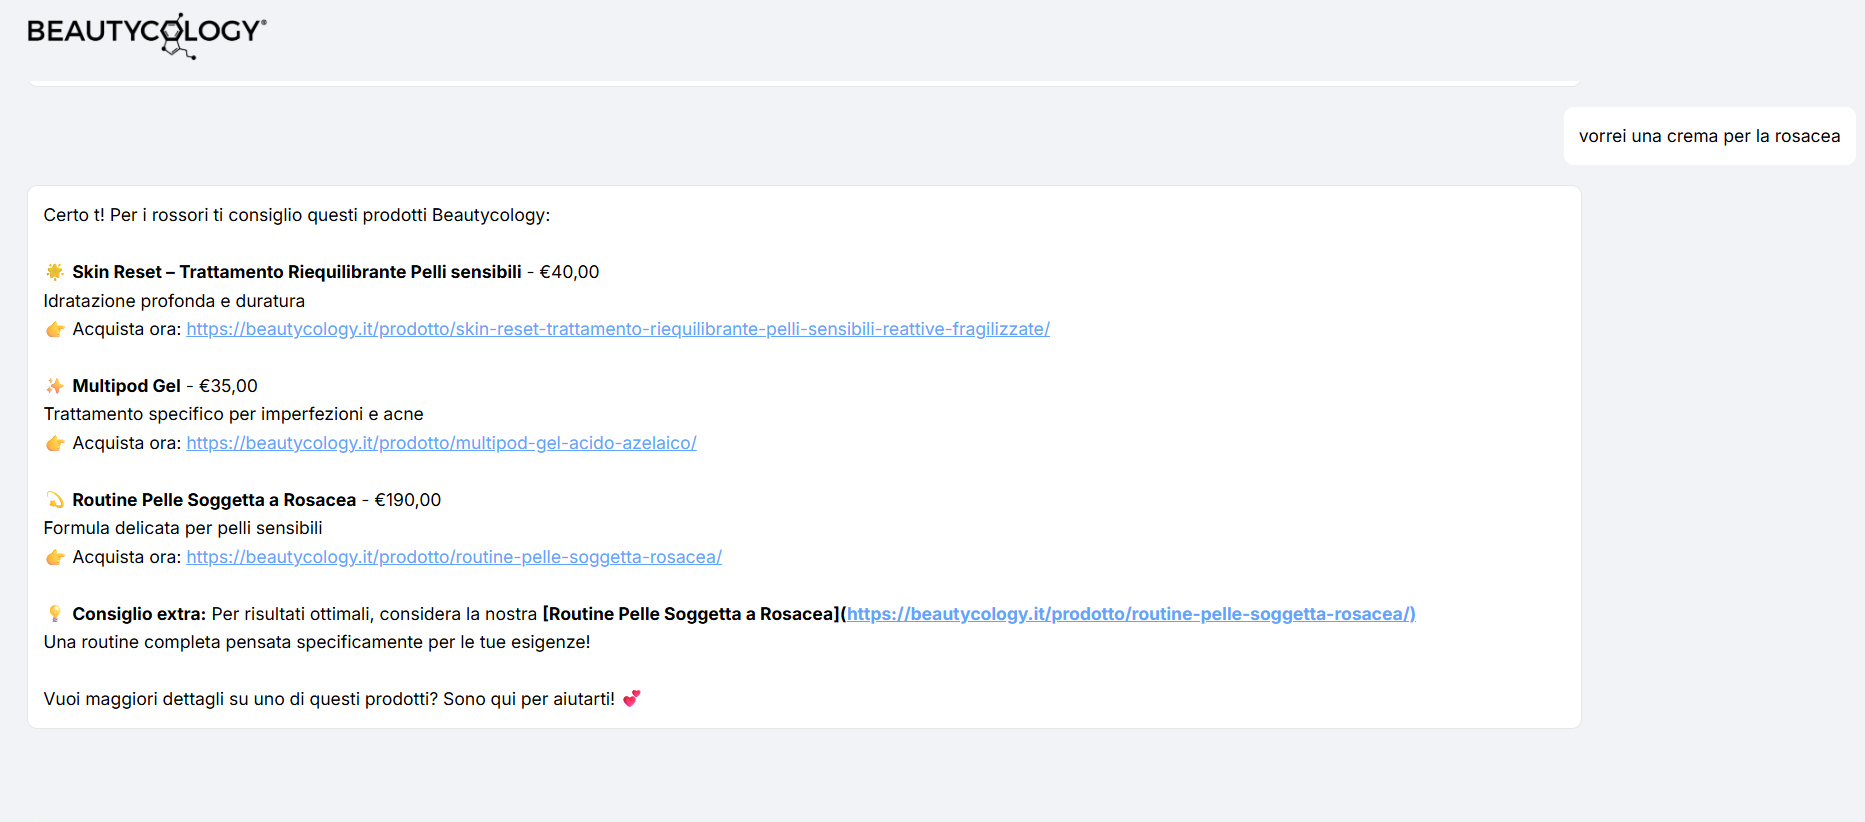 BEAUTYCOLOGY®
vorrei una crema per la rosacea
Certo t! Per i rossori ti consiglio questi prodotti Beautycology:
🌟 Skin Reset – Trattamento Riequilibrante Pelli sensibili - €40,00
Idratazione profonda e duratura
👉 Acquista ora: https://beautycology.it/prodotto/skin-reset-trattamento-riequilibrante-pelli-sensibili-reattive-fragilizzate/
✨ Multipod Gel - €35,00
Trattamento specifico per imperfezioni e acne
👉 Acquista ora: https://beautycology.it/prodotto/multipod-gel-acido-azelaico/
💫 Routine Pelle Soggetta a Rosacea - €190,00
Formula delicata per pelli sensibili
👉 Acquista ora: https://beautycology.it/prodotto/routine-pelle-soggetta-rosacea/
💡 Consiglio extra: Per risultati ottimali, considera la nostra [Routine Pelle Soggetta a Rosacea](https://beautycology.it/prodotto/routine-pelle-soggetta-rosacea/)
Una routine completa pensata specificamente per le tue esigenze!
Vuoi maggiori dettagli su uno di questi prodotti? Sono qui per aiutarti! 💕